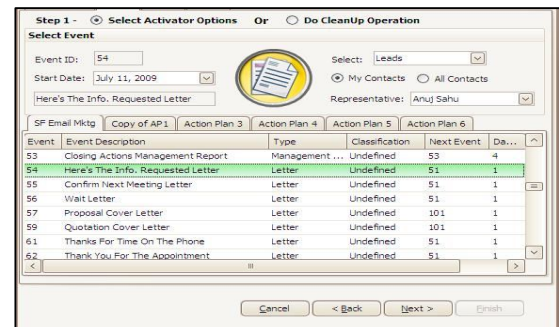 Step 1 - Select Activator Options Or Do CleanUp Operation
Select Event
Event ID: 54 Select: Leads
Start Date: July 11, 2009 My Contacts All Contacts
Here's The Info. Requested Letter Representative: Anuj Sahu
SF Email Mktg Copy of AP1 Action Plan 3 Action Plan 4 Action Plan 5 Action Plan 6
Event Event Description Type Classification Next Event Da...
53 Closing Actions Management Report Management ... Undefined 53 4
54 Here's The Info. Requested Letter Letter Undefined 51 1
55 Confirm Next Meeting Letter Letter Undefined 51 1
56 Wait Letter Letter Undefined 51 1
57 Proposal Cover Letter Letter Undefined 101 1
59 Quotation Cover Letter Letter Undefined 101 1
61 Thanks For Time On The Phone Letter Undefined 51 1
62 Thank You For The Appointment Letter Undefined 51 1
Cancel < Back Next > Finish